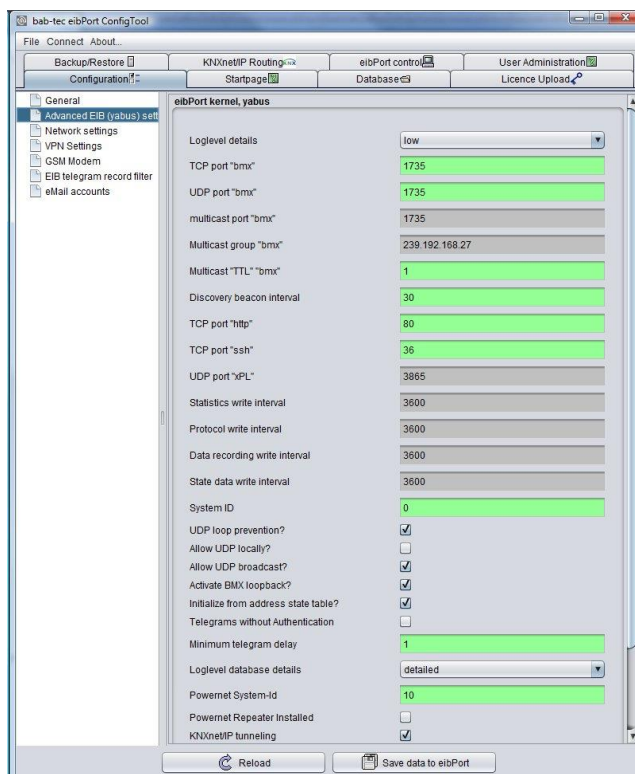 bab-tec eibPort ConfigTool
File Connect About...
Backup/Restore
KNXnet/IP Routing
eibPort control
User Administration
Configuration
Startpage
Database
Licence Upload
General
Advanced EIB (yabus) sett
Network settings
VPN Settings
GSM Modem
EIB telegram record filter
eMail accounts
eibPort kernel, yabus
Loglevel details low
TCP port "bmx" 1735
UDP port "bmx" 1735
multicast port "bmx" 1735
Multicast group "bmx" 239.192.168.27
Multicast "TTL" "bmx" 1
Discovery beacon interval 30
TCP port "http" 80
TCP port "ssh" 36
UDP port "xPL" 3865
Statistics write interval 3600
Protocol write interval 3600
Data recording write interval 3600
State data write interval 3600
System ID 0
UDP loop prevention?
Allow UDP locally?
Allow UDP broadcast?
Activate BMX loopback?
Initialize from address state table?
Telegrams without Authentication
Minimum telegram delay 1
Loglevel database details detailed
Powernet System-Id 10
Powernet Repeater Installed
KNXnet/IP tunneling
Reload
Save data to eibPort